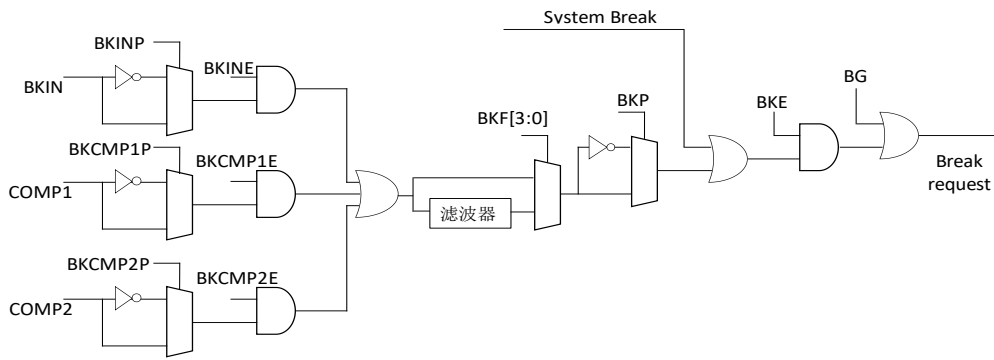 System Break
BKINP
BKINE
BKIN
BKP
BG
BKE
BKF[3:0]
BKCMP1P
BKCMP1E
COMP1
Break
request
滤波器
BKCMP2P
BKCMP2E
COMP2